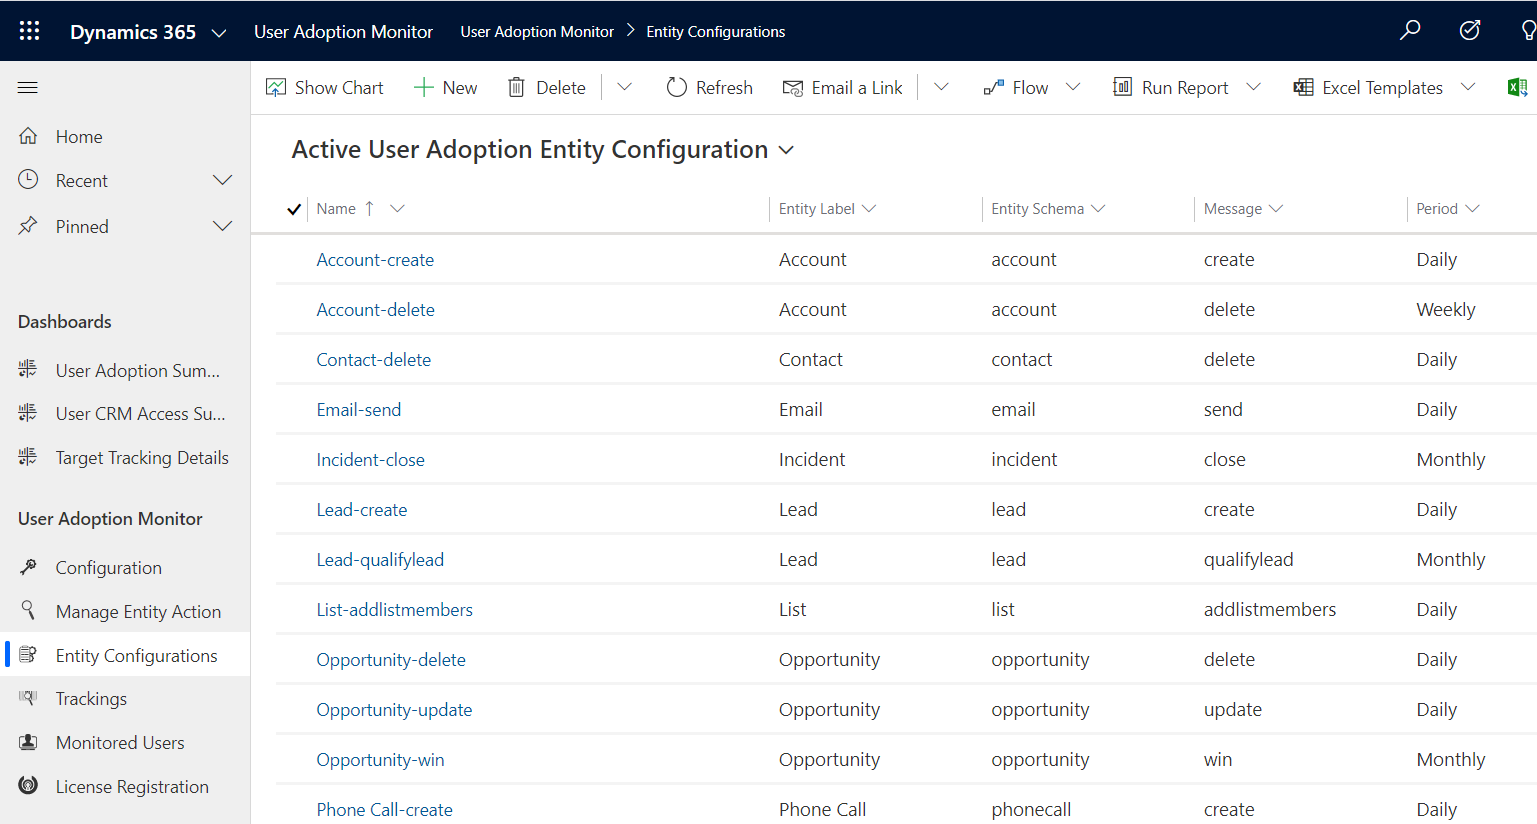 Dynamics 365 User Adoption Monitor User Adoption Monitor Entity Configurations
Show Chart New Delete Refresh Email a Link Flow Run Report Excel Templates
Home
Recent
Pinned
Dashboards
User Adoption Sum...
User CRM Access Su...
Target Tracking Details
User Adoption Monitor
Configuration
Manage Entity Action
Entity Configurations
Trackings
Monitored Users
License Registration
Active User Adoption Entity Configuration
Name Entity Label Entity Schema Message Period
Account-create Account account create Daily
Account-delete Account account delete Weekly
Contact-delete Contact contact delete Daily
Email-send Email email send Daily
Incident-close Incident incident close Monthly
Lead-create Lead lead create Daily
Lead-qualifylead Lead lead qualifylead Monthly
List-addlistmembers List list addlistmembers Daily
Opportunity-delete Opportunity opportunity delete Daily
Opportunity-update Opportunity opportunity update Daily
Opportunity-win Opportunity opportunity win Monthly
Phone Call-create Phone Call phonecall create Daily